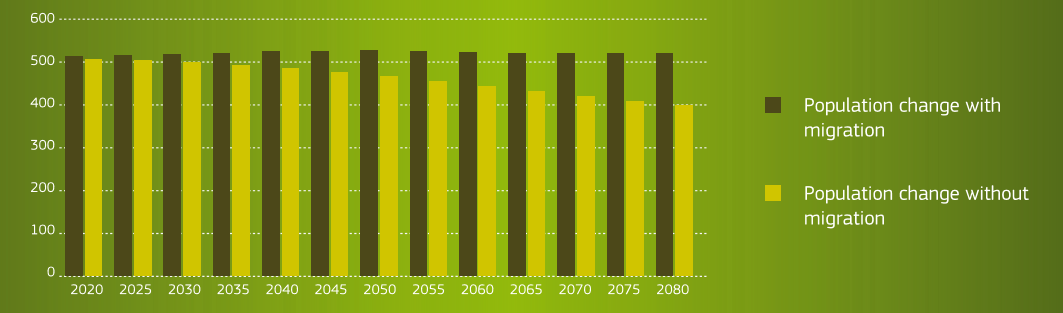 600
500
400
300
200
100
0
2020 2025 2030 2035 2040 2045 2050 2055 2060 2065 2070 2075 2080
Population change with
migration
Population change without
migration